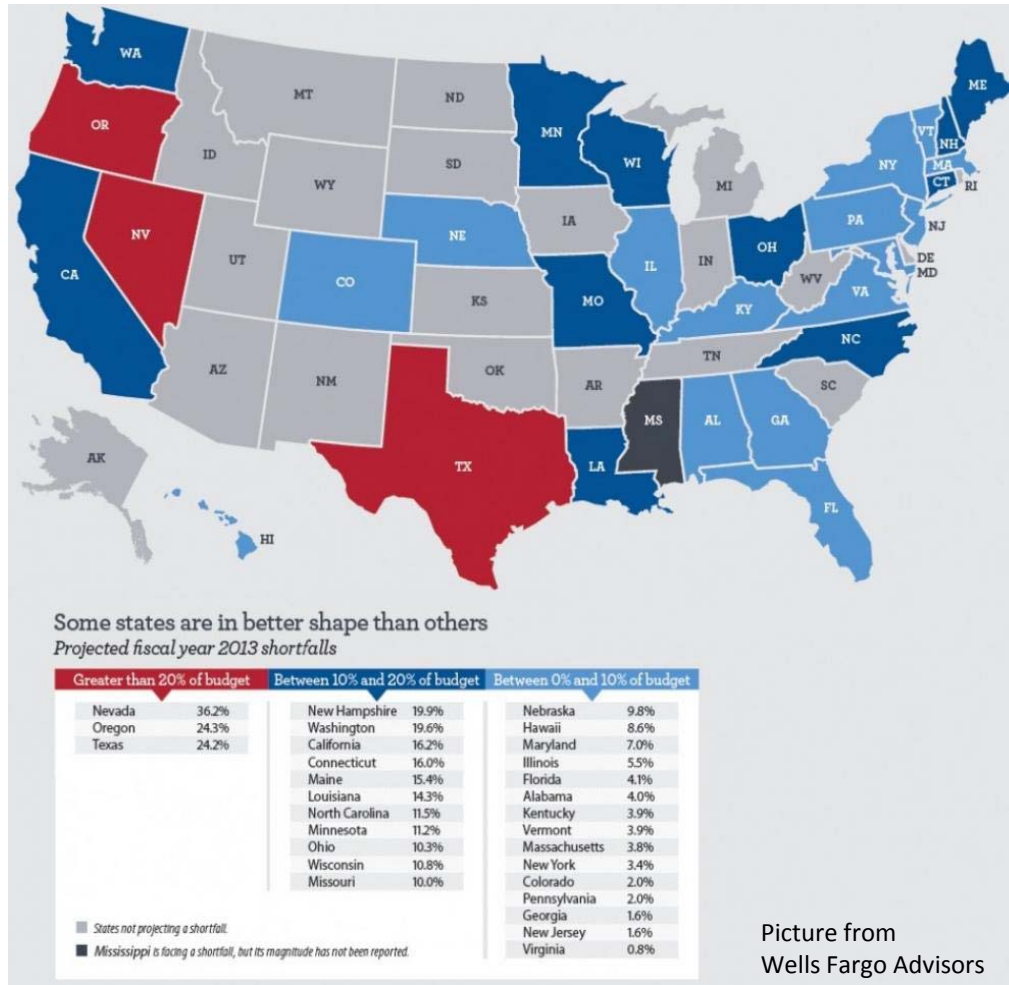 WA
ME
MT
ND
MN
OR
VT
NH
ID
WI
NY
MA
SD
CT
RI
WY
MI
IA
PA
NJ
NE
NV
OH
DE
MD
UT
IL
IN
CA
CO
WV
VA
KS
MO
KY
NC
TN
AZ
NM
OK
AR
SC
MS
AL
GA
AK
TX
LA
FL
HI
Some states are in better shape than others
Projected fiscal year 2013 shortfalls
Greater than 20% of budget
Nevada 36.2%
Oregon 24.3%
Texas 24.2%
Between 10% and 20% of budget
New Hampshire 19.9%
Washington 19.6%
California 16.2%
Connecticut 16.0%
Maine 15.4%
Louisiana 14.3%
North Carolina 11.5%
Minnesota 11.2%
Ohio 10.3%
Wisconsin 10.8%
Missouri 10.0%
Between 0% and 10% of budget
Nebraska 9.8%
Hawaii 8.6%
Maryland 7.0%
Illinois 5.5%
Florida 4.1%
Alabama 4.0%
Kentucky 3.9%
Vermont 3.9%
Massachusetts 3.8%
New York 3.4%
Colorado 2.0%
Pennsylvania 2.0%
Georgia 1.6%
New Jersey 1.6%
Virginia 0.8%
States not projecting a shortfall.
Mississippi is facing a shortfall, but its magnitude has not been reported.
Picture from
Wells Fargo Advisors